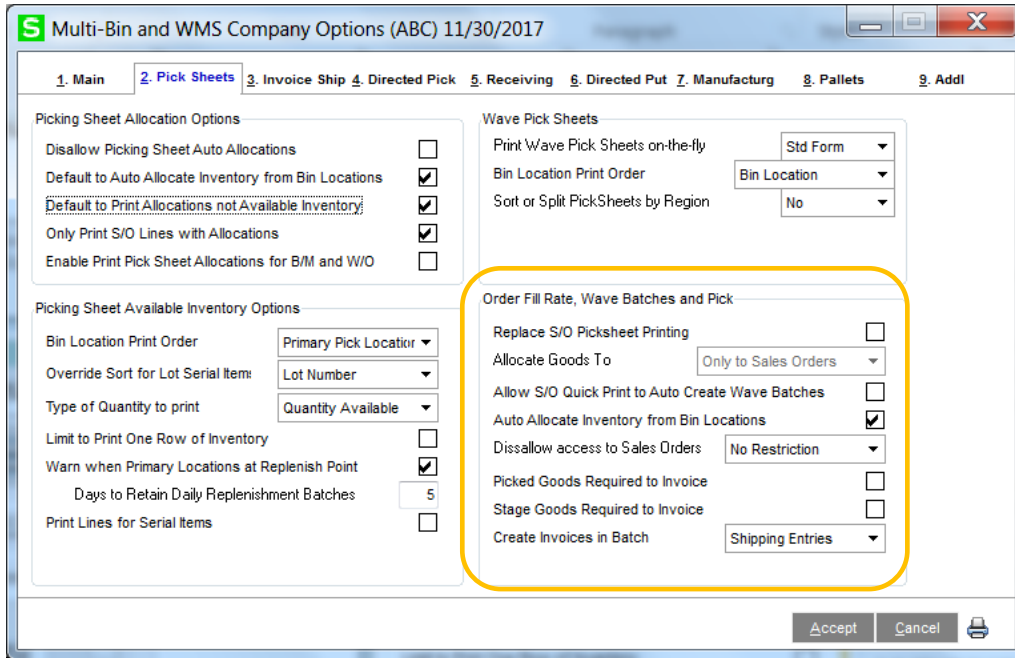 S Multi-Bin and WMS Company Options (ABC) 11/30/2017
1. Main 2. Pick Sheets 3. Invoice Ship 4. Directed Pick 5. Receiving 6. Directed Put 7. Manufacturg 8. Pallets 9. Addl
Picking Sheet Allocation Options
Disallow Picking Sheet Auto Allocations
Default to Auto Allocate Inventory from Bin Locations
Default to Print Allocations not Available Inventory
Only Print S/O Lines with Allocations
Enable Print Pick Sheet Allocations for B/M and W/O
Picking Sheet Available Inventory Options
Bin Location Print Order Primary Pick Location
Override Sort for Lot Serial Items Lot Number
Type of Quantity to print Quantity Available
Limit to Print One Row of Inventory
Warn when Primary Locations at Replenish Point
Days to Retain Daily Replenishment Batches 5
Print Lines for Serial Items
Wave Pick Sheets
Print Wave Pick Sheets on-the-fly Std Form
Bin Location Print Order Bin Location
Sort or Split PickSheets by Region No
Order Fill Rate, Wave Batches and Pick
Replace S/O Picksheet Printing
Allocate Goods To Only to Sales Orders
Allow S/O Quick Print to Auto Create Wave Batches
Auto Allocate Inventory from Bin Locations
Dissallow access to Sales Orders No Restriction
Picked Goods Required to Invoice
Stage Goods Required to Invoice
Create Invoices in Batch Shipping Entries
Accept Cancel